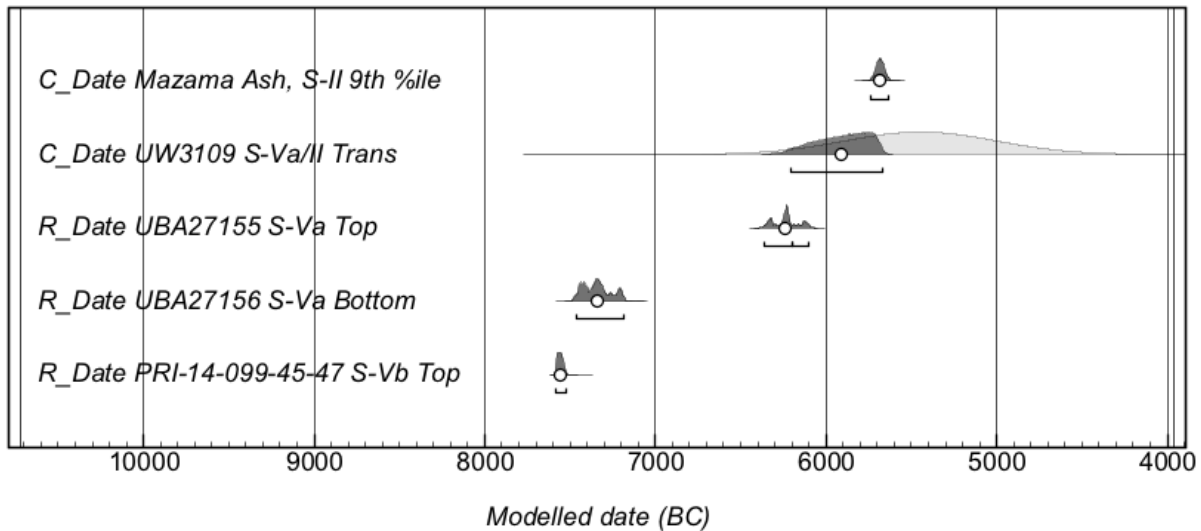 C_Date Mazama Ash, S-II 9th %ile
C_Date UW3109 S-Va/II Trans
R_Date UBA27155 S-Va Top
R_Date UBA27156 S-Va Bottom
R_Date PRI-14-099-45-47 S-Vb Top
10000 9000 8000 7000 6000 5000 4000
Modelled date (BC)